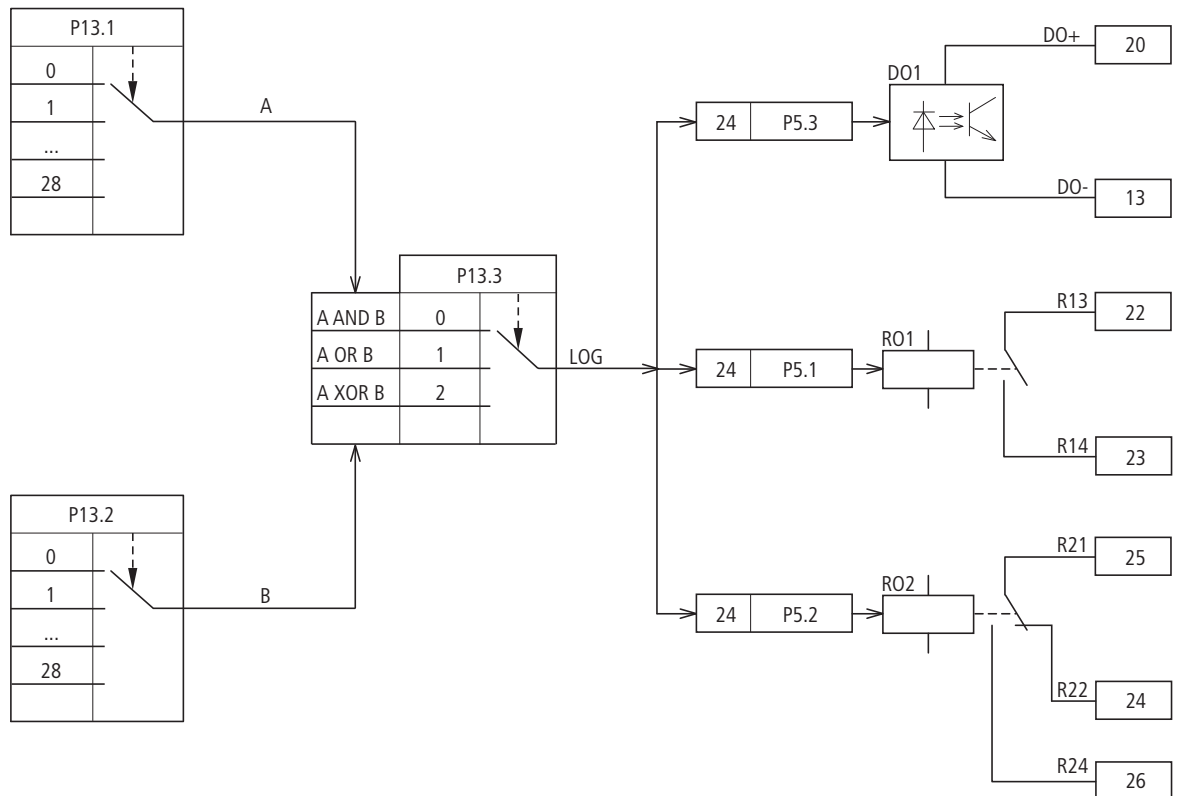 P13.1
0
1
...
28
A
P13.2
0
1
...
28
B
P13.3
A AND B 0
A OR B 1
A XOR B 2
LOG
24 P5.3
DO1
DO+ 20
DO- 13
24 P5.1
RO1
R13 22
R14 23
24 P5.2
RO2
R21 25
R22 24
R24 26